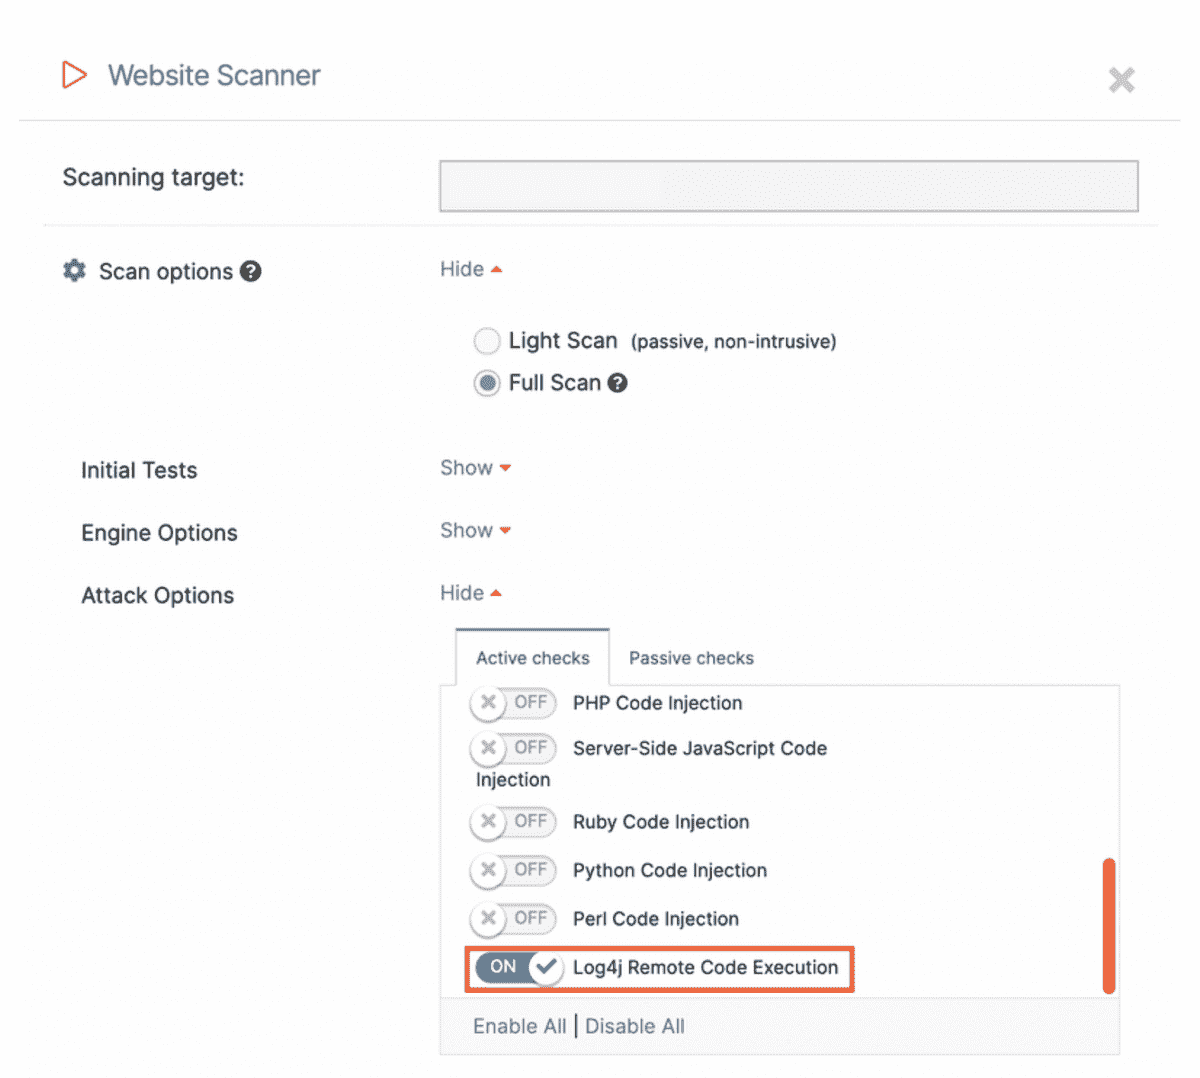 Website Scanner
Scanning target:
Scan options ? Hide
Light Scan (passive, non-intrusive)
Full Scan ?
Initial Tests Show
Engine Options Show
Attack Options Hide
Active checks Passive checks
OFF PHP Code Injection
OFF Server-Side JavaScript Code
Injection
OFF Ruby Code Injection
OFF Python Code Injection
OFF Perl Code Injection
ON Log4j Remote Code Execution
Enable All | Disable All